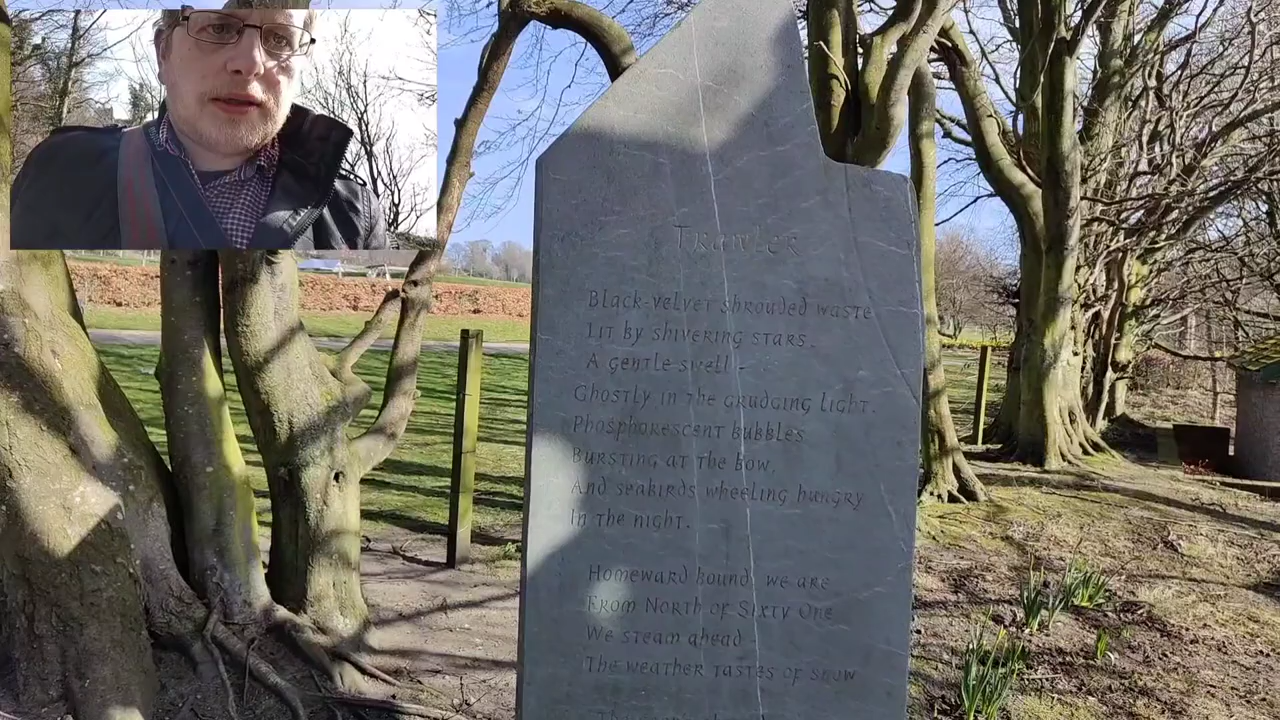 Trawler
Black-velvet shrouded waste
Lit by shivering stars.
A gentle swell -
Ghostly in the grudging light.
Phosphorescent bubbles
Bursting at the bow,
And seabirds wheeling hungry
In the night.
Homeward bound we are
From North of Sixty One
We steam ahead -
The weather tastes of snow